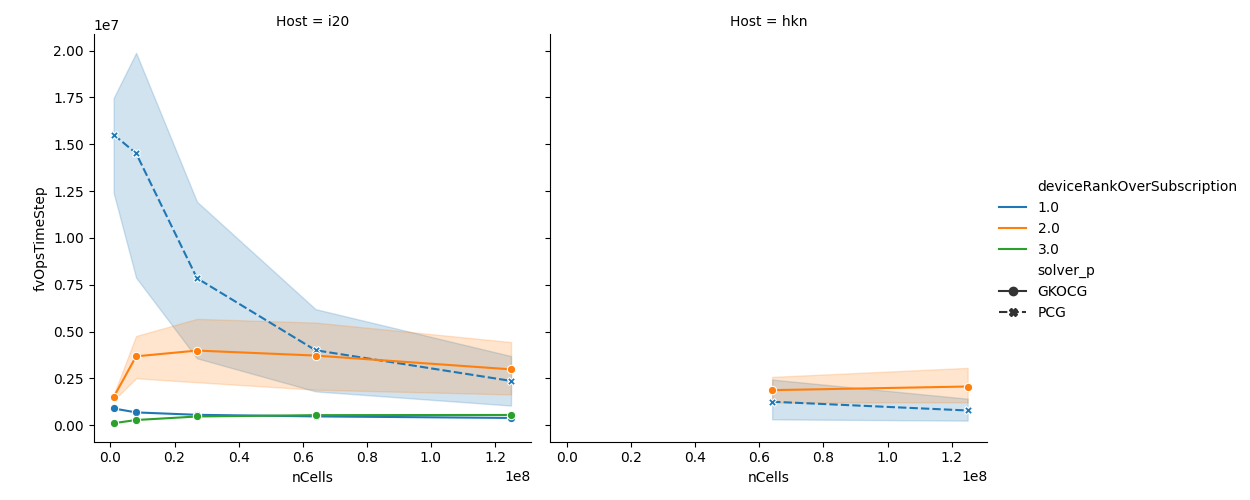 Host = i20
1e7
2.00
1.75
1.50
1.25
1.00
0.75
0.50
0.25
0.00
fvOpsTimeStep
0.0 0.2 0.4 0.6 0.8 1.0 1.2
1e8
nCells
Host = hkn
0.0 0.2 0.4 0.6 0.8 1.0 1.2
1e8
nCells
deviceRankOverSubscription
1.0
2.0
3.0
solver_p
GKOCG
PCG